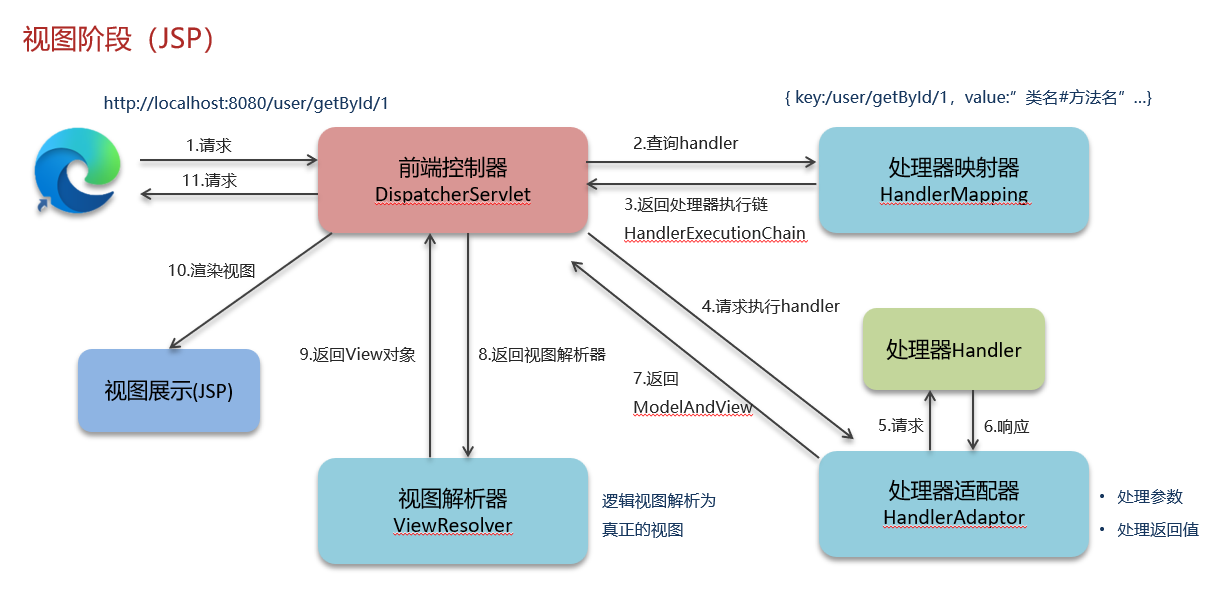 视图阶段（JSP）
http://localhost:8080/user/getById/1
{ key:/user/getById/1，value:“类名#方法名”...}
1.请求
11.请求
前端控制器
DispatcherServlet
2.查询handler
3.返回处理器执行链
HandlerExecutionChain
处理器映射器
HandlerMapping
10.渲染视图
4.请求执行handler
9.返回View对象
8.返回视图解析器
7.返回
ModelAndView
处理器Handler
视图展示(JSP)
5.请求
6.响应
视图解析器
ViewResolver
逻辑视图解析为
真正的视图
处理器适配器
HandlerAdaptor
• 处理参数
• 处理返回值